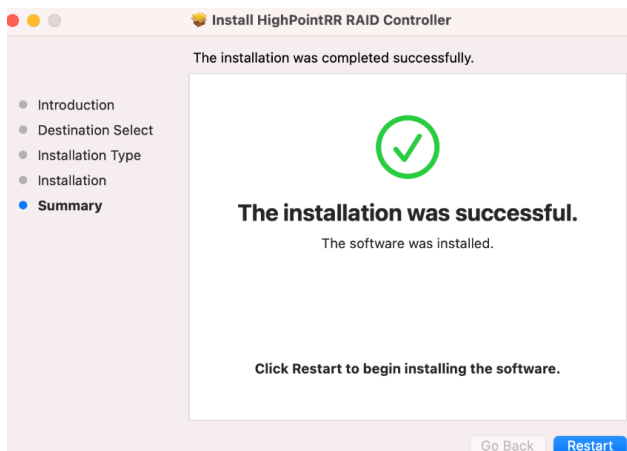 Install HighPointRR RAID Controller
The installation was completed successfully.
Introduction
Destination Select
Installation Type
Installation
Summary
The installation was successful.
The software was installed.
Click Restart to begin installing the software.
Go Back
Restart